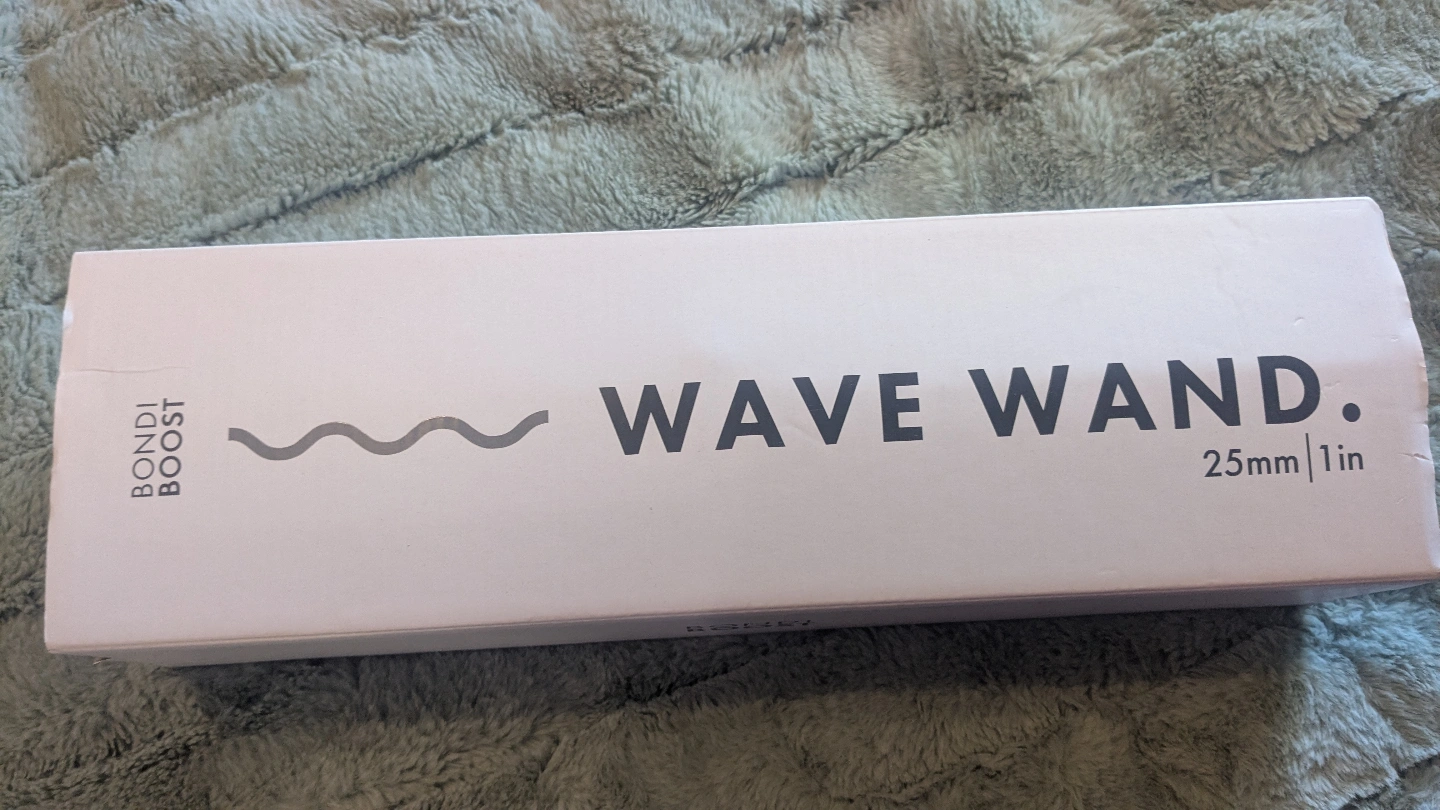 BONDI
BOOST
WAVE WAND.
25mm|1in